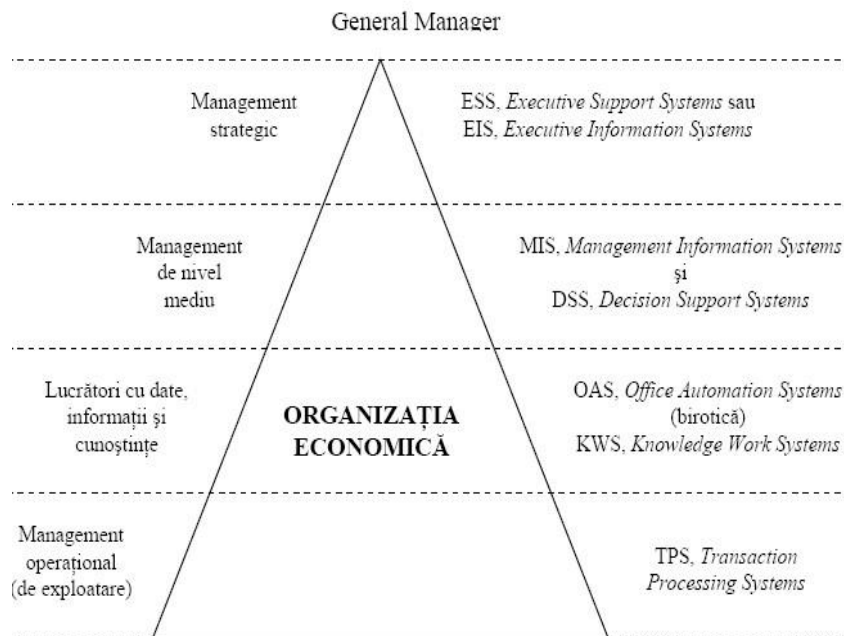 General Manager
Management
strategic
ESS, Executive Support Systems sau
EIS, Executive Information Systems
Management
de nivel
mediu
MIS, Management Information Systems
şi
DSS, Decision Support Systems
Lucrători cu date,
informaţii şi
cunoştinţe
ORGANIZAŢIA
ECONOMICĂ
OAS, Office Automation Systems
(birotică)
KWS, Knowledge Work Systems
Management
operaţional
(de exploatare)
TPS, Transaction
Processing Systems